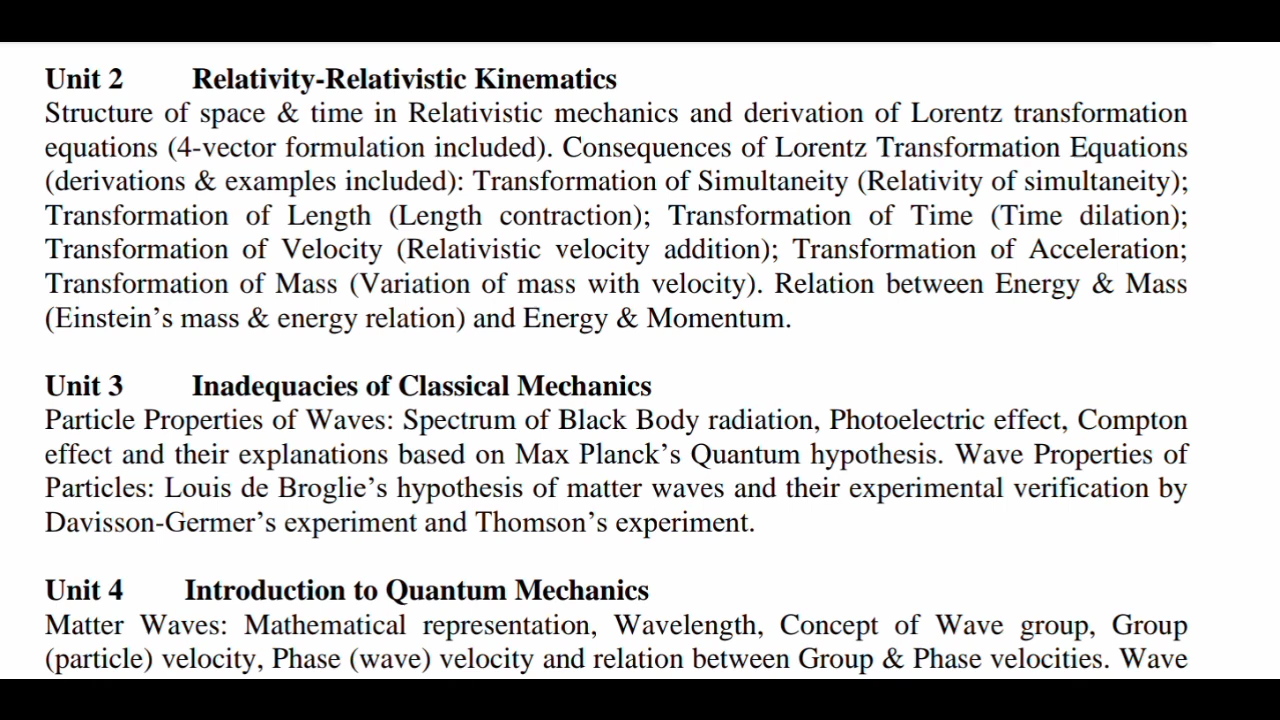 Unit 2 Relativity-Relativistic Kinematics
Structure of space & time in Relativistic mechanics and derivation of Lorentz transformation
equations (4-vector formulation included). Consequences of Lorentz Transformation Equations
(derivations & examples included): Transformation of Simultaneity (Relativity of simultaneity);
Transformation of Length (Length contraction); Transformation of Time (Time dilation);
Transformation of Velocity (Relativistic velocity addition); Transformation of Acceleration;
Transformation of Mass (Variation of mass with velocity). Relation between Energy & Mass
(Einstein’s mass & energy relation) and Energy & Momentum.
Unit 3 Inadequacies of Classical Mechanics
Particle Properties of Waves: Spectrum of Black Body radiation, Photoelectric effect, Compton
effect and their explanations based on Max Planck’s Quantum hypothesis. Wave Properties of
Particles: Louis de Broglie’s hypothesis of matter waves and their experimental verification by
Davisson-Germer’s experiment and Thomson’s experiment.
Unit 4 Introduction to Quantum Mechanics
Matter Waves: Mathematical representation, Wavelength, Concept of Wave group, Group
(particle) velocity, Phase (wave) velocity and relation between Group & Phase velocities. Wave